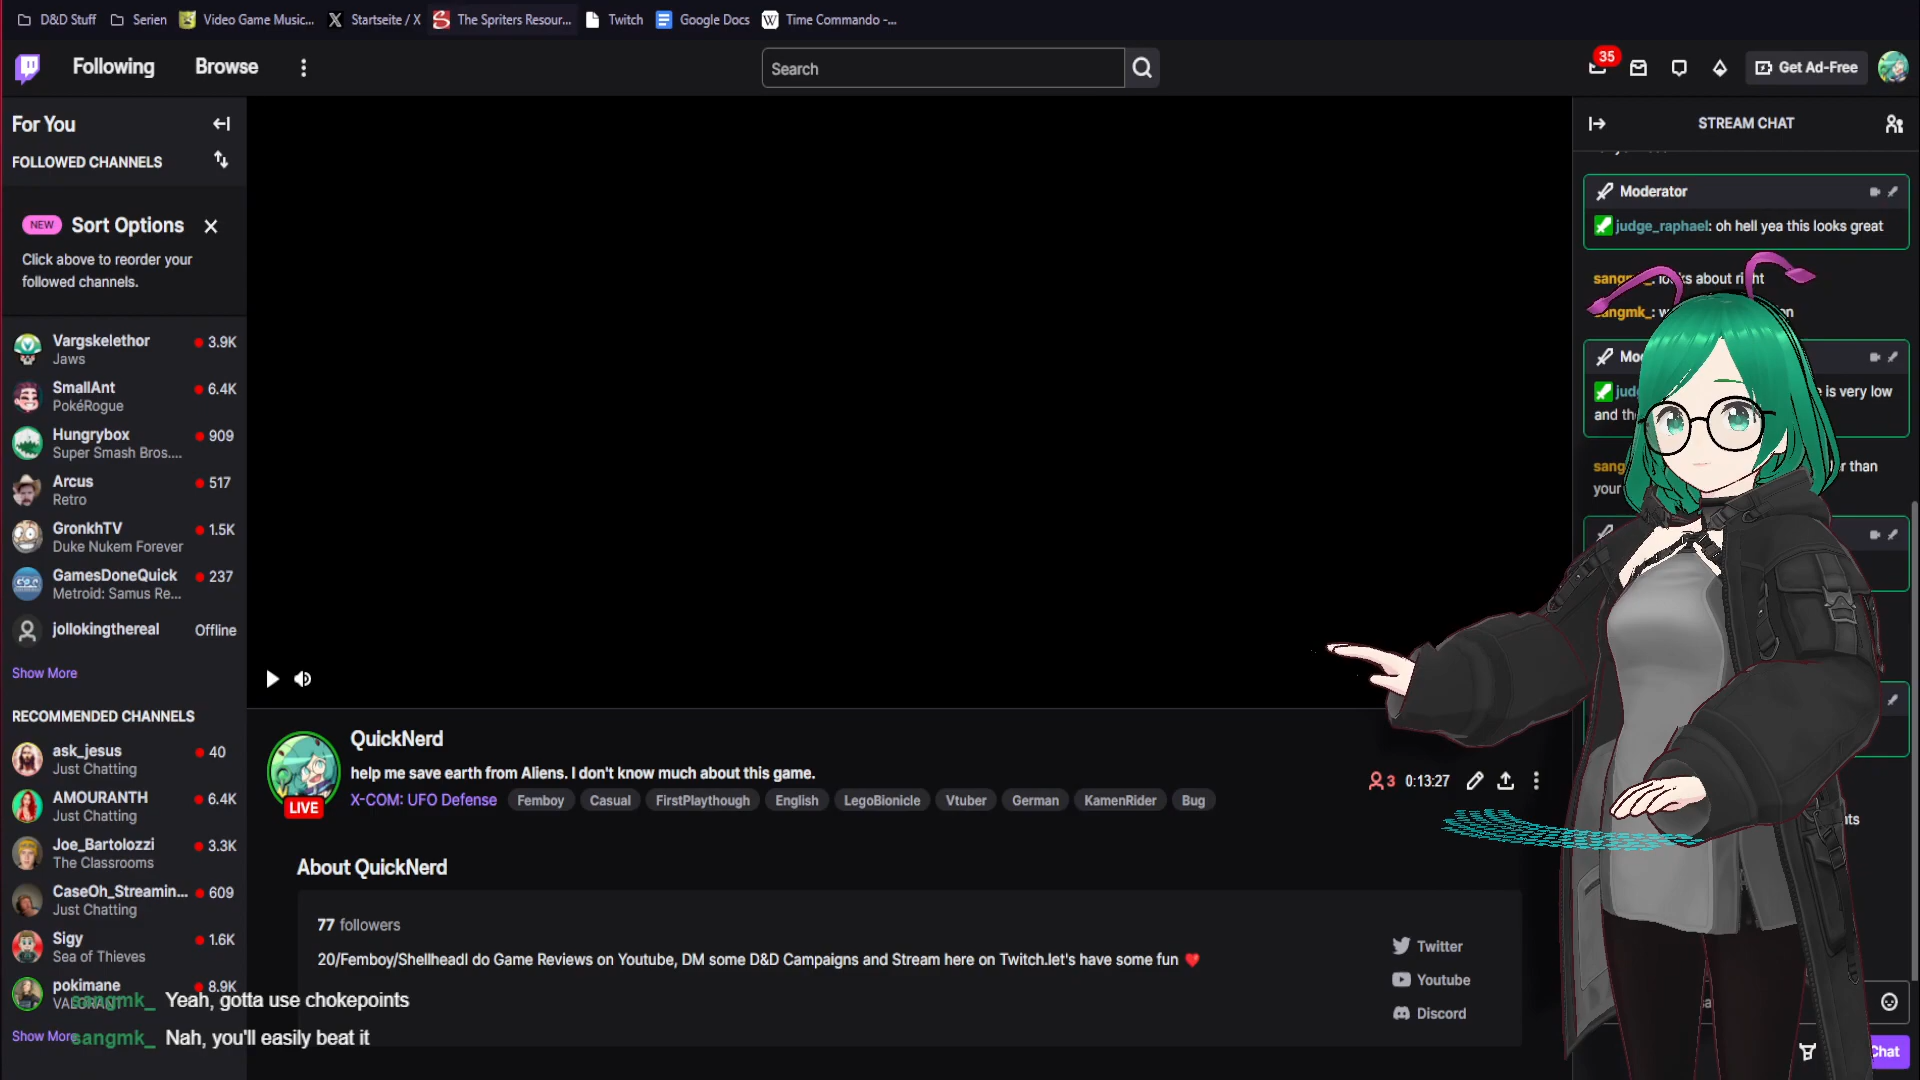 D&D Stuff
Serien
Video Game Music...
Startseite / X
The Spriters Resour...
Twitch
Google Docs
Time Commando -...
Following
Browse
Search
35
Get Ad-Free
For You
FOLLOWED CHANNELS
NEW
Sort Options
Click above to reorder your
followed channels.
Vargskelethor
3.9K
Jaws
SmallAnt
6.4K
PokéRogue
Hungrybox
909
Super Smash Bros....
Arcus
517
Retro
GronkhTV
1.5K
Duke Nukem Forever
GamesDoneQuick
237
Metroid: Samus Re...
jollokingthereal
Offline
Show More
RECOMMENDED CHANNELS
ask_jesus
40
Just Chatting
AMOURANTH
6.4K
Just Chatting
Joe_Bartolozzi
3.3K
The Classrooms
CaseOh_Streamin...
609
Just Chatting
Sigy
1.6K
Sea of Thieves
pokimane
8.9K
Show More
sangmk_ Yeah, gotta use chokepoints
sangmk_ Nah, you'll easily beat it
QuickNerd
LIVE
help me save earth from Aliens. I don't know much about this game.
X-COM: UFO Defense
Femboy
Casual
FirstPlaythough
English
LegoBionicle
Vtuber
German
KamenRider
Bug
3
0:13:27
About QuickNerd
77 followers
20/Femboy/ShellheadI do Game Reviews on Youtube, DM some D&D Campaigns and Stream here on Twitch.let's have some fun
Twitter
Youtube
Discord
STREAM CHAT
Moderator
judge_raphael: oh hell yea this looks great
about right
is very low
and
than
your
Chat